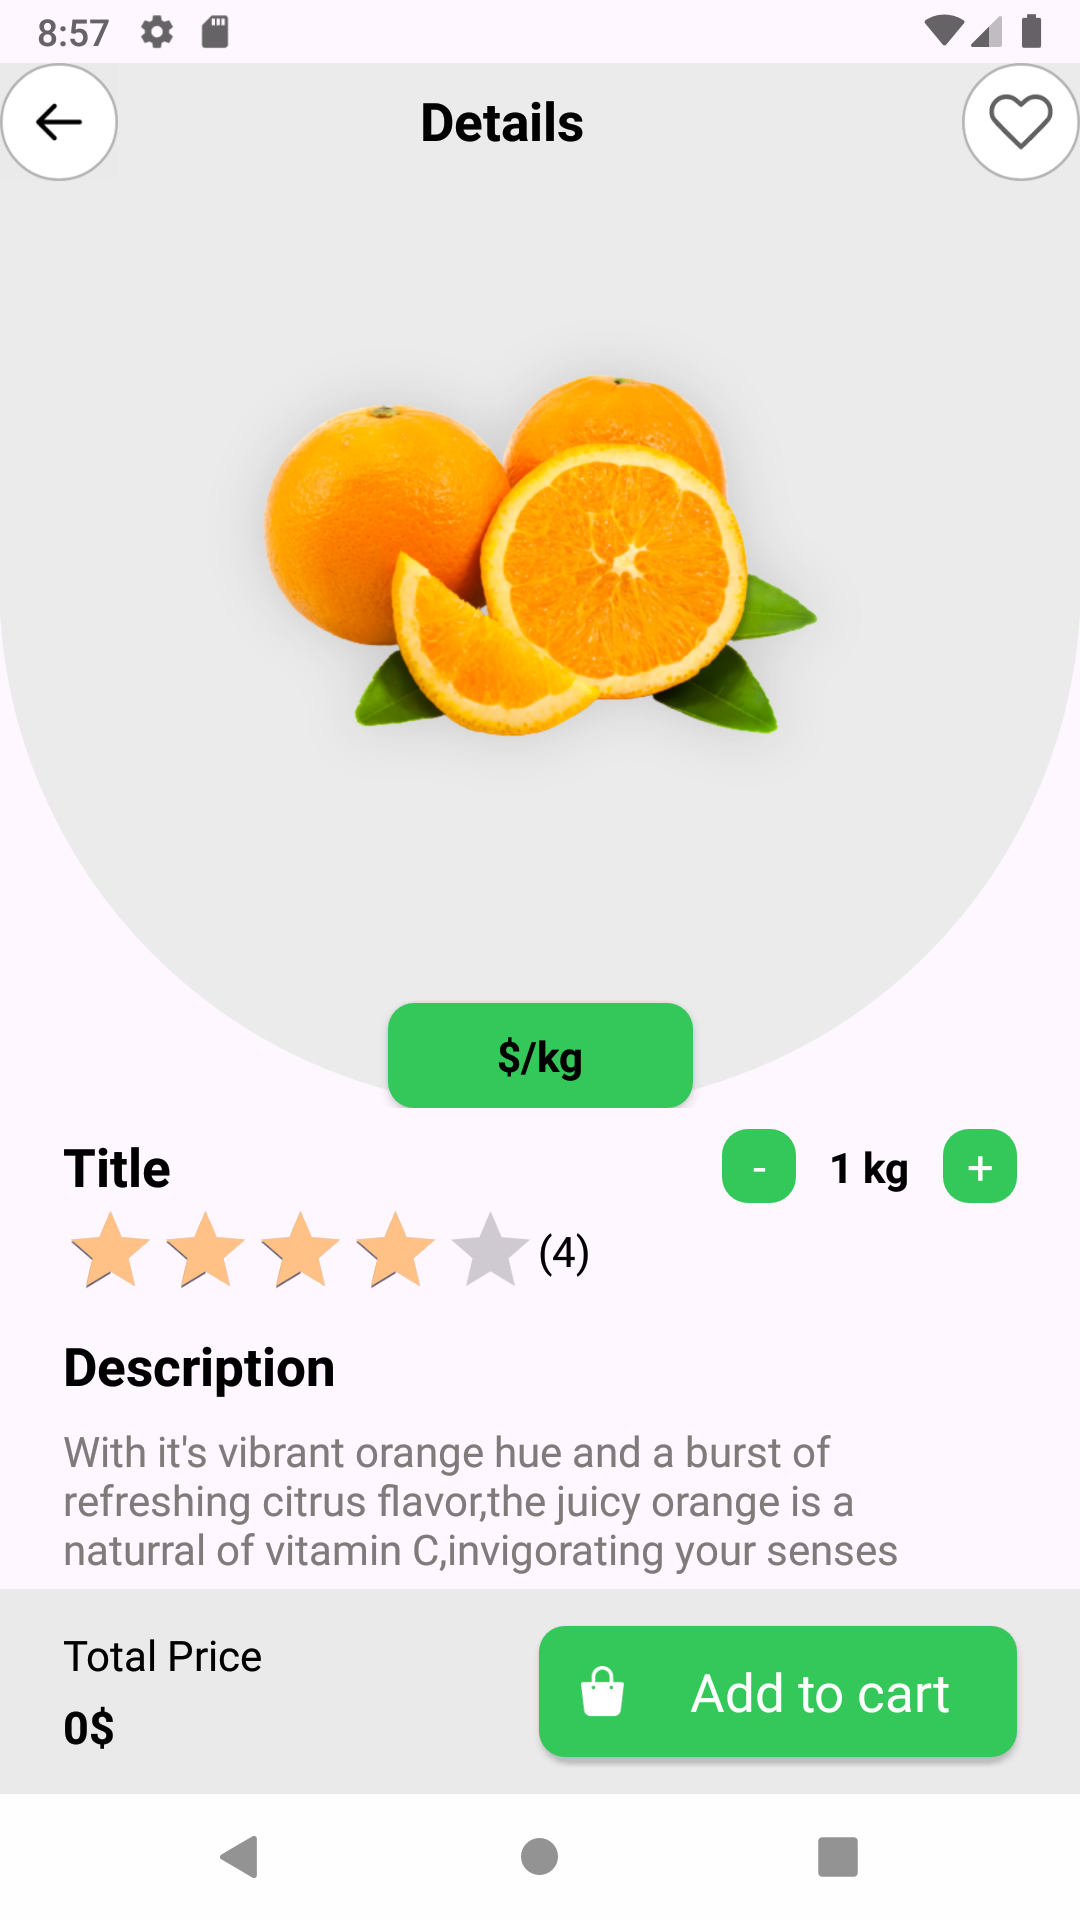 8:57
Details
$/kg
Title
- 1 kg +
(4)
Description
With it's vibrant orange hue and a burst of
refreshing citrus flavor,the juicy orange is a
naturral of vitamin C,invigorating your senses
Total Price
0$
Add to cart